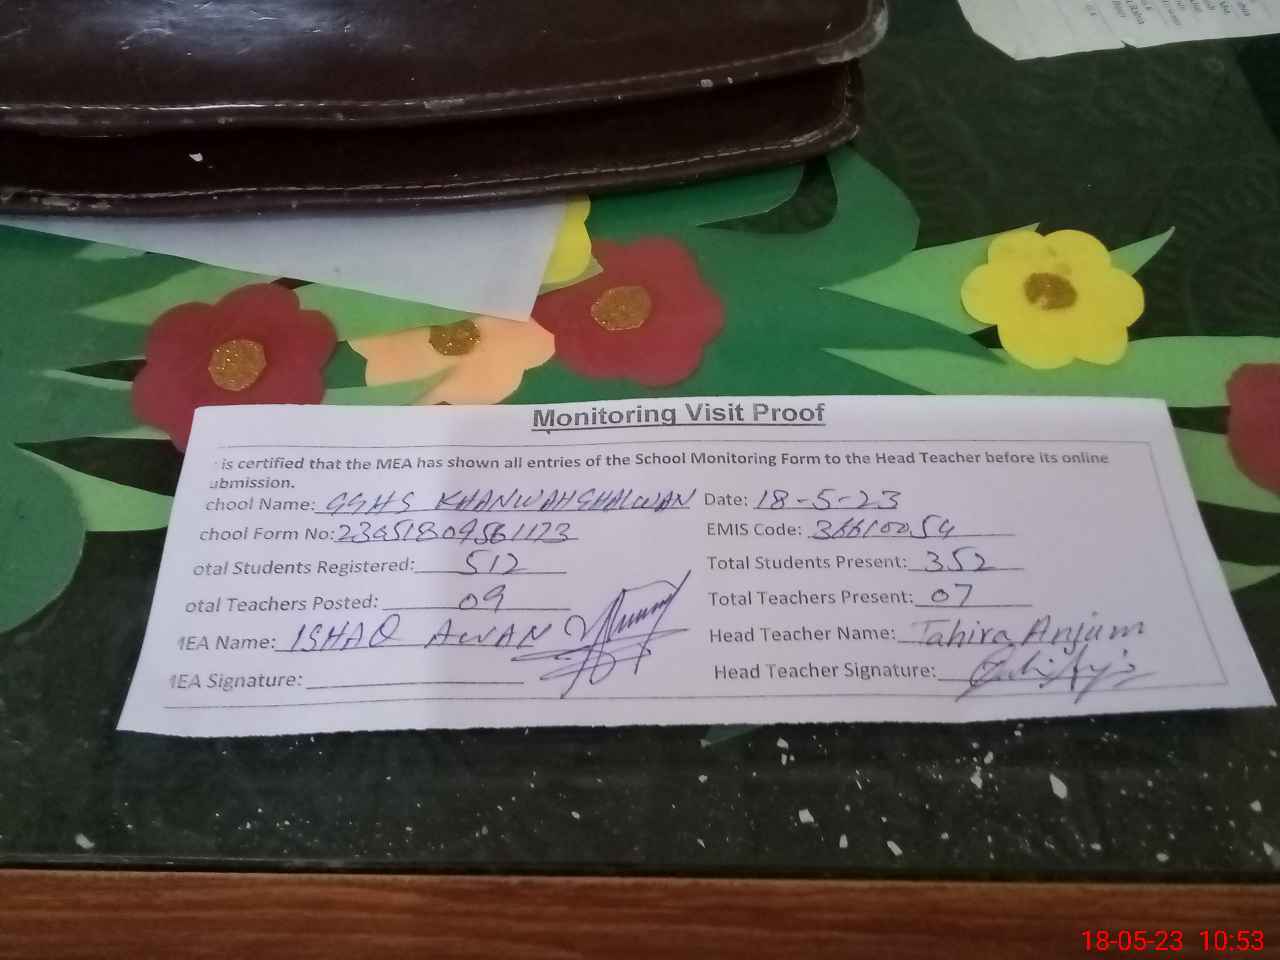 Monitoring Visit Proof
is certified that the MEA has shown all entries of the School Monitoring Form to the Head Teacher before its online
ubmission.
chool Name: GGHS KHANWAHGHALWAN Date: 18-5-23
chool Form No: EMIS Code: 36610054
otal Students Registered: 512 Total Students Present: 352
otal Teachers Posted: 09 Total Teachers Present: 07
MEA Name: ISHAQ AWAN Head Teacher Name: Tahira Anjum
MEA Signature: Head Teacher Signature:
18-05-23 10:53